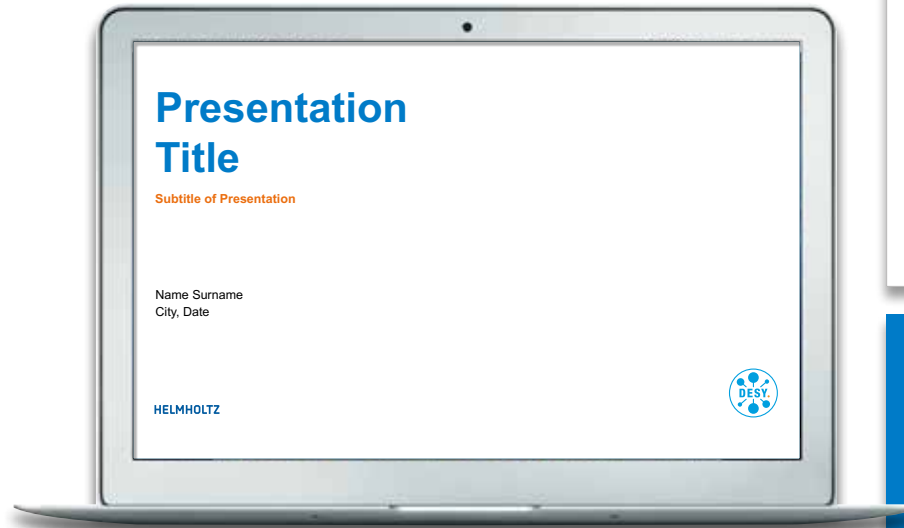 Presentation
Title
Subtitle of Presentation
Name Surname
City, Date
HELMHOLTZ
DESY.